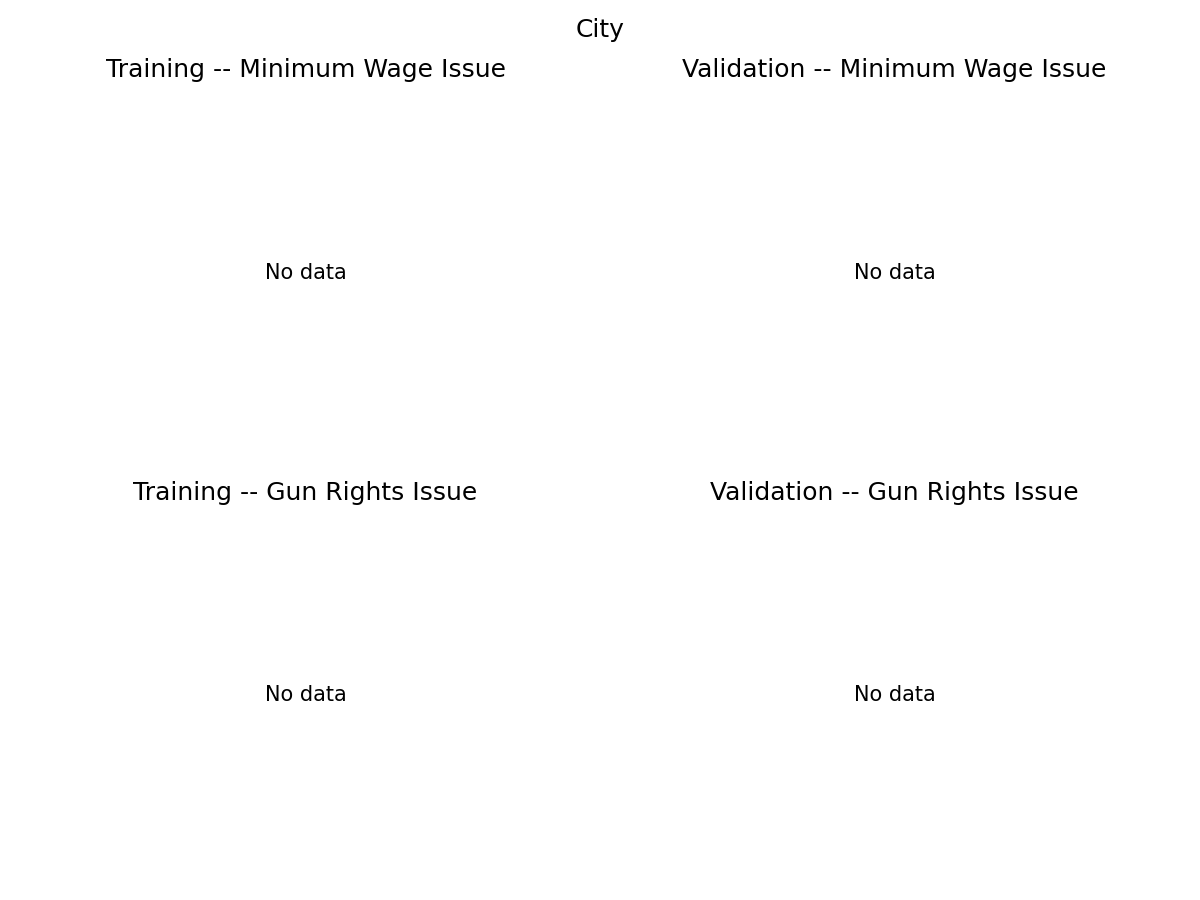 City
Training -- Minimum Wage Issue
Validation -- Minimum Wage Issue
No data
No data
Training -- Gun Rights Issue
Validation -- Gun Rights Issue
No data
No data